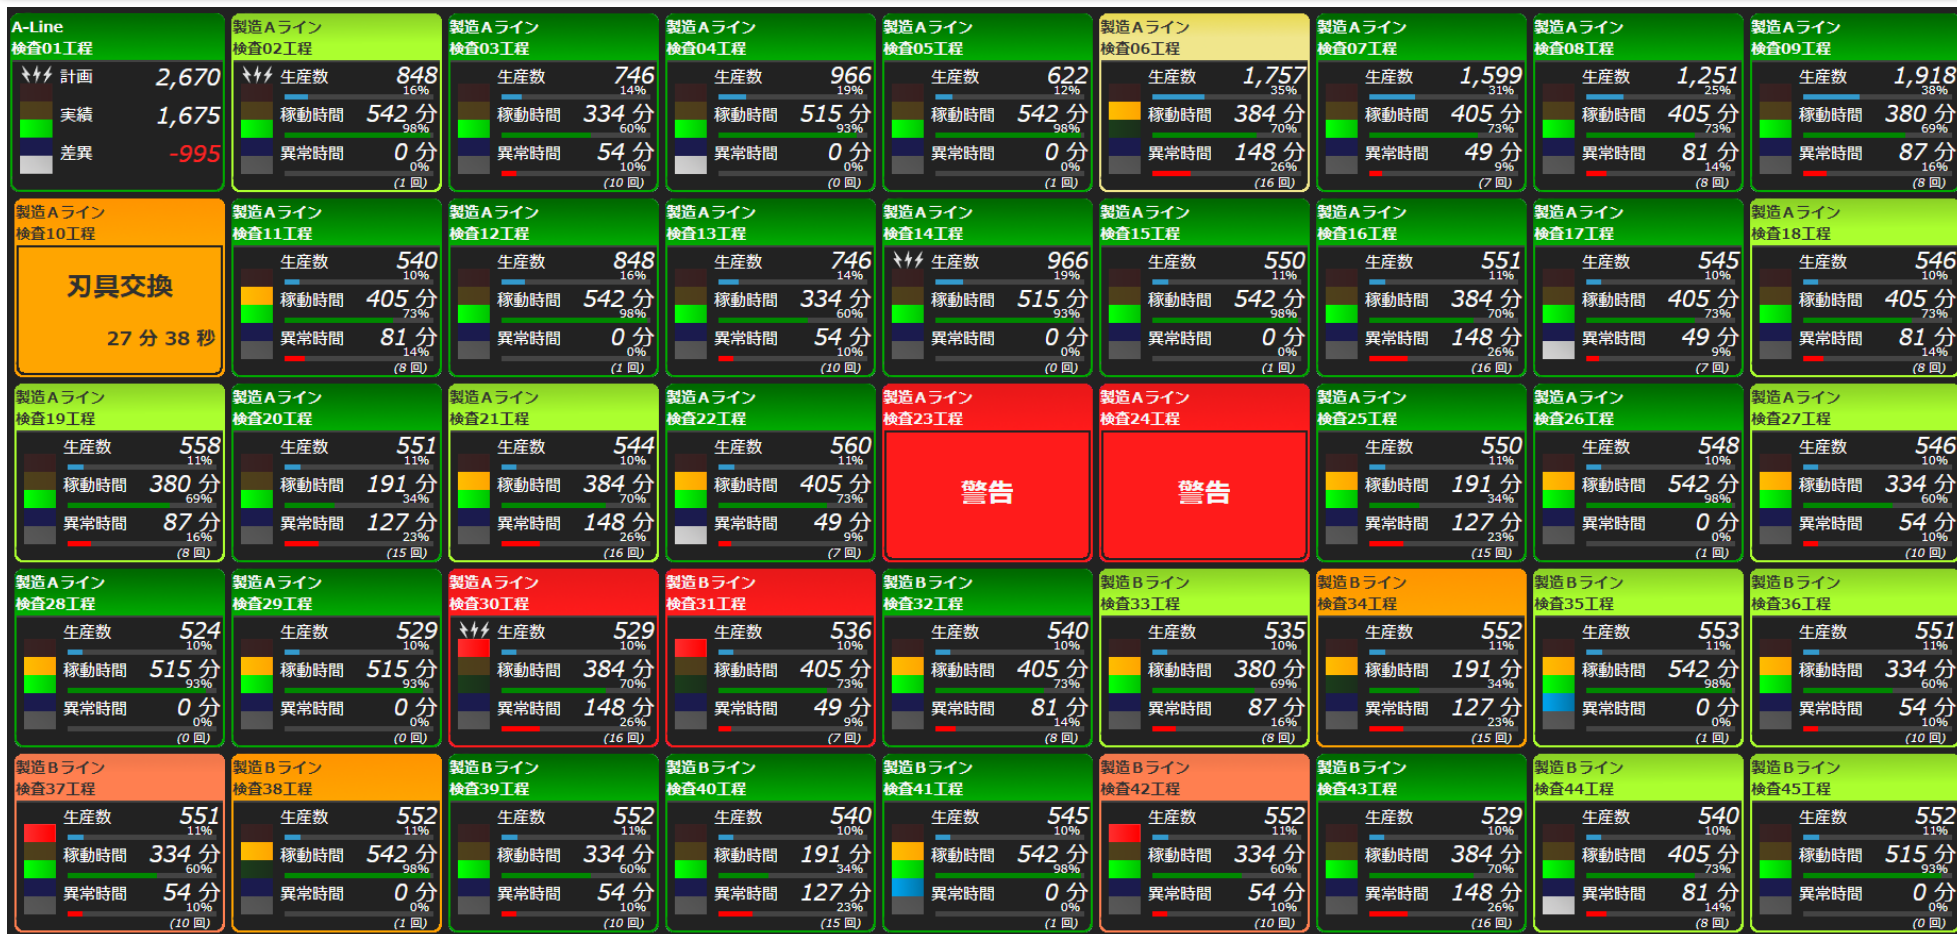 A-Line
検査01工程
計画 2,670
実績 1,675
差異 -995
製造Aライン
検査02工程
生産数 848
16%
稼動時間 542 分
98%
異常時間 0 分
0%
(1 回)
製造Aライン
検査03工程
生産数 746
14%
稼動時間 334 分
60%
異常時間 54 分
10%
(10 回)
製造Aライン
検査04工程
生産数 966
19%
稼動時間 515 分
93%
異常時間 0 分
0%
(0 回)
製造Aライン
検査05工程
生産数 622
12%
稼動時間 542 分
98%
異常時間 0 分
0%
(1 回)
製造Aライン
検査06工程
生産数 1,757
35%
稼動時間 384 分
70%
異常時間 148 分
26%
(16 回)
製造Aライン
検査07工程
生産数 1,599
31%
稼動時間 405 分
73%
異常時間 49 分
9%
(7 回)
製造Aライン
検査08工程
生産数 1,251
25%
稼動時間 405 分
73%
異常時間 81 分
14%
(8 回)
製造Aライン
検査09工程
生産数 1,918
38%
稼動時間 380 分
69%
異常時間 87 分
16%
(8 回)
製造Aライン
検査10工程
刃具交換
27 分 38 秒
製造Aライン
検査11工程
生産数 540
10%
稼動時間 405 分
73%
異常時間 81 分
14%
(8 回)
製造Aライン
検査12工程
生産数 848
16%
稼動時間 542 分
98%
異常時間 0 分
0%
(1 回)
製造Aライン
検査13工程
生産数 746
14%
稼動時間 334 分
60%
異常時間 54 分
10%
(10 回)
製造Aライン
検査14工程
生産数 966
19%
稼動時間 515 分
93%
異常時間 0 分
0%
(0 回)
製造Aライン
検査15工程
生産数 550
11%
稼動時間 542 分
98%
異常時間 0 分
0%
(1 回)
製造Aライン
検査16工程
生産数 551
11%
稼動時間 384 分
70%
異常時間 148 分
26%
(16 回)
製造Aライン
検査17工程
生産数 545
10%
稼動時間 405 分
73%
異常時間 49 分
9%
(7 回)
製造Aライン
検査18工程
生産数 546
10%
稼動時間 405 分
73%
異常時間 81 分
14%
(8 回)
製造Aライン
検査19工程
生産数 558
11%
稼動時間 380 分
69%
異常時間 87 分
16%
(8 回)
製造Aライン
検査20工程
生産数 551
11%
稼動時間 191 分
34%
異常時間 127 分
23%
(15 回)
製造Aライン
検査21工程
生産数 544
10%
稼動時間 384 分
70%
異常時間 148 分
26%
(16 回)
製造Aライン
検査22工程
生産数 560
11%
稼動時間 405 分
73%
異常時間 49 分
9%
(7 回)
製造Aライン
検査23工程
警告
製造Aライン
検査24工程
警告
製造Aライン
検査25工程
生産数 550
11%
稼動時間 191 分
34%
異常時間 127 分
23%
(15 回)
製造Aライン
検査26工程
生産数 548
10%
稼動時間 542 分
98%
異常時間 0 分
0%
(1 回)
製造Aライン
検査27工程
生産数 546
10%
稼動時間 334 分
60%
異常時間 54 分
10%
(10 回)
製造Aライン
検査28工程
生産数 524
10%
稼動時間 515 分
93%
異常時間 0 分
0%
(0 回)
製造Aライン
検査29工程
生産数 529
10%
稼動時間 515 分
93%
異常時間 0 分
0%
(0 回)
製造Aライン
検査30工程
生産数 529
10%
稼動時間 384 分
70%
異常時間 148 分
26%
(16 回)
製造Bライン
検査31工程
生産数 536
10%
稼動時間 405 分
73%
異常時間 49 分
9%
(7 回)
製造Bライン
検査32工程
生産数 540
10%
稼動時間 405 分
73%
異常時間 81 分
14%
(8 回)
製造Bライン
検査33工程
生産数 535
10%
稼動時間 380 分
69%
異常時間 87 分
16%
(8 回)
製造Bライン
検査34工程
生産数 552
11%
稼動時間 191 分
34%
異常時間 127 分
23%
(15 回)
製造Bライン
検査35工程
生産数 553
11%
稼動時間 542 分
98%
異常時間 0 分
0%
(1 回)
製造Bライン
検査36工程
生産数 551
11%
稼動時間 334 分
60%
異常時間 54 分
10%
(10 回)
製造Bライン
検査37工程
生産数 551
11%
稼動時間 334 分
60%
異常時間 54 分
10%
(10 回)
製造Bライン
検査38工程
生産数 552
11%
稼動時間 542 分
98%
異常時間 0 分
0%
(1 回)
製造Bライン
検査39工程
生産数 552
11%
稼動時間 334 分
60%
異常時間 54 分
10%
(10 回)
製造Bライン
検査40工程
生産数 540
10%
稼動時間 191 分
34%
異常時間 127 分
23%
(15 回)
製造Bライン
検査41工程
生産数 545
10%
稼動時間 542 分
98%
異常時間 0 分
0%
(1 回)
製造Bライン
検査42工程
生産数 552
11%
稼動時間 334 分
60%
異常時間 54 分
10%
(10 回)
製造Bライン
検査43工程
生産数 529
10%
稼動時間 384 分
70%
異常時間 148 分
26%
(16 回)
製造Bライン
検査44工程
生産数 540
10%
稼動時間 405 分
73%
異常時間 81 分
14%
(8 回)
製造Bライン
検査45工程
生産数 552
11%
稼動時間 515 分
93%
異常時間 0 分
0%
(0 回)